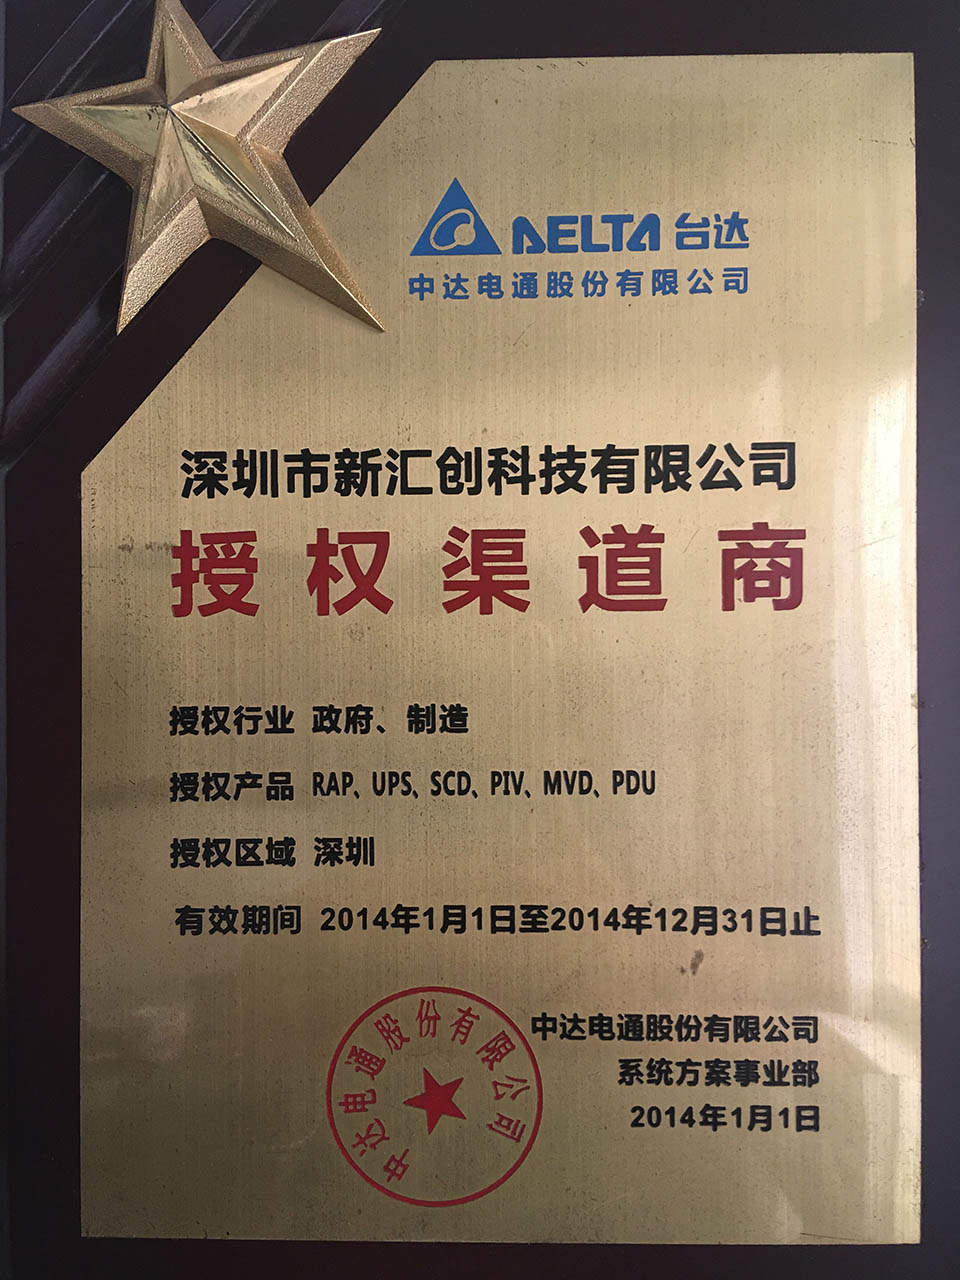 DELTA 台达
中达电通股份有限公司
深圳市新汇创科技有限公司
授权渠道商
授权行业 政府、制造
授权产品 RAP、UPS、SCD、PIV、MVD、PDU
授权区域 深圳
有效期间 2014年1月1日至2014年12月31日止
中达电通股份有限公司
系统方案事业部
2014年1月1日
中达电通股份有限公司